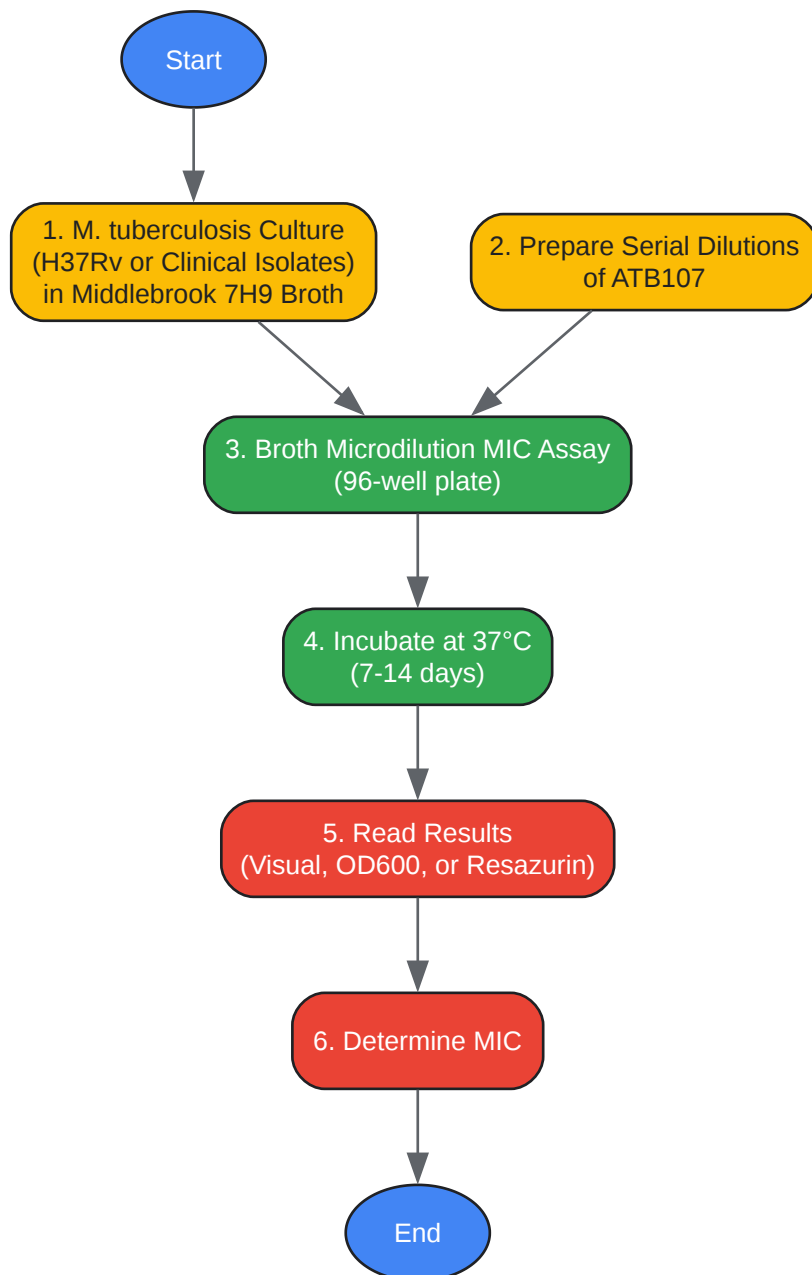 Start
1. M. tuberculosis Culture
(H37Rv or Clinical Isolates)
in Middlebrook 7H9 Broth
2. Prepare Serial Dilutions
of ATB107
3. Broth Microdilution MIC Assay
(96-well plate)
4. Incubate at 37°C
(7-14 days)
5. Read Results
(Visual, OD600, or Resazurin)
6. Determine MIC
End